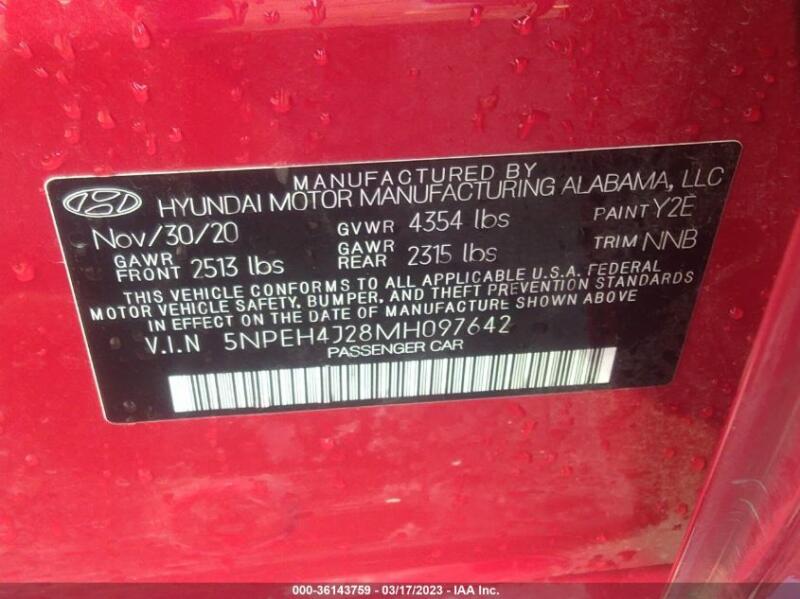 MANUFACTURED BY
HYUNDAI MOTOR MANUFACTURING ALABAMA, LLC
Nov/30/20 GVWR 4354 lbs PAINT Y2E
GAWR FRONT 2513 lbs GAWR REAR 2315 lbs TRIM NNB
THIS VEHICLE CONFORMS TO ALL APPLICABLE U.S.A. FEDERAL
MOTOR VEHICLE SAFETY, BUMPER, AND THEFT PREVENTION STANDARDS
IN EFFECT ON THE DATE OF MANUFACTURE SHOWN ABOVE
V.I.N 5NPEH4J28MH097642
PASSENGER CAR
000-36143759 — 03/17/2023 — IAA Inc.